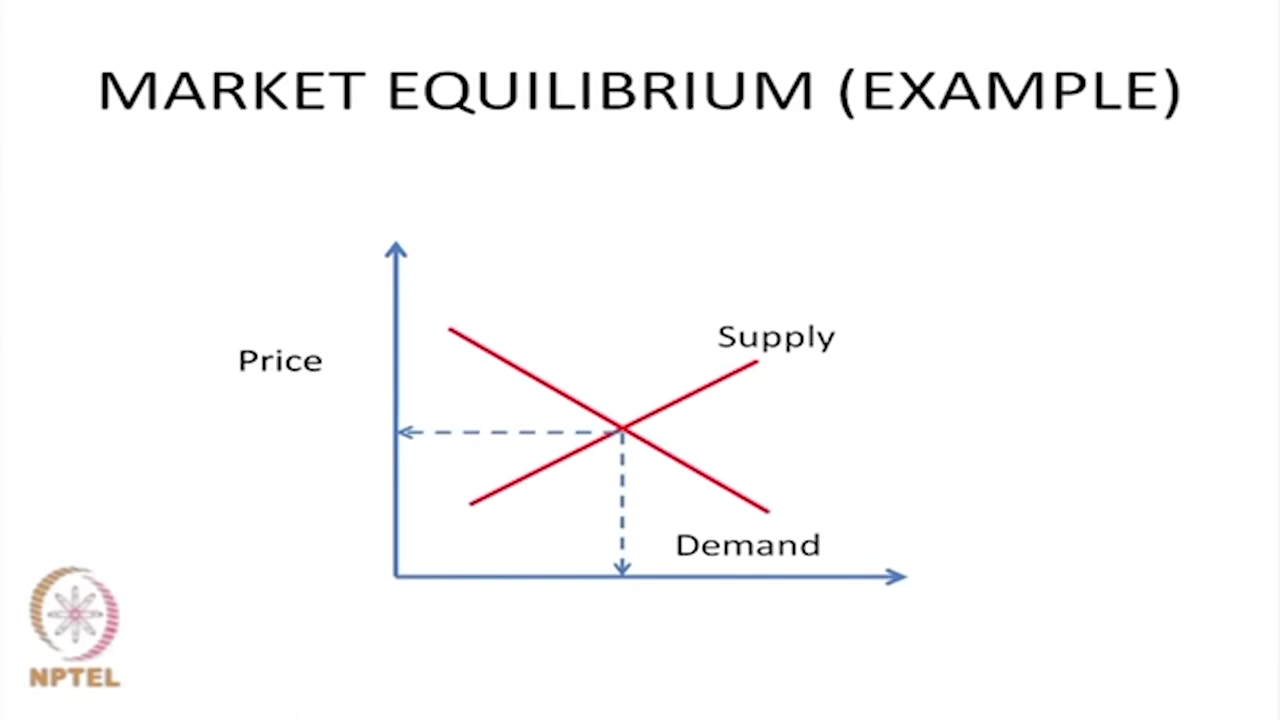 MARKET EQUILIBRIUM (EXAMPLE)
Supply
Price
Demand
NPTEL